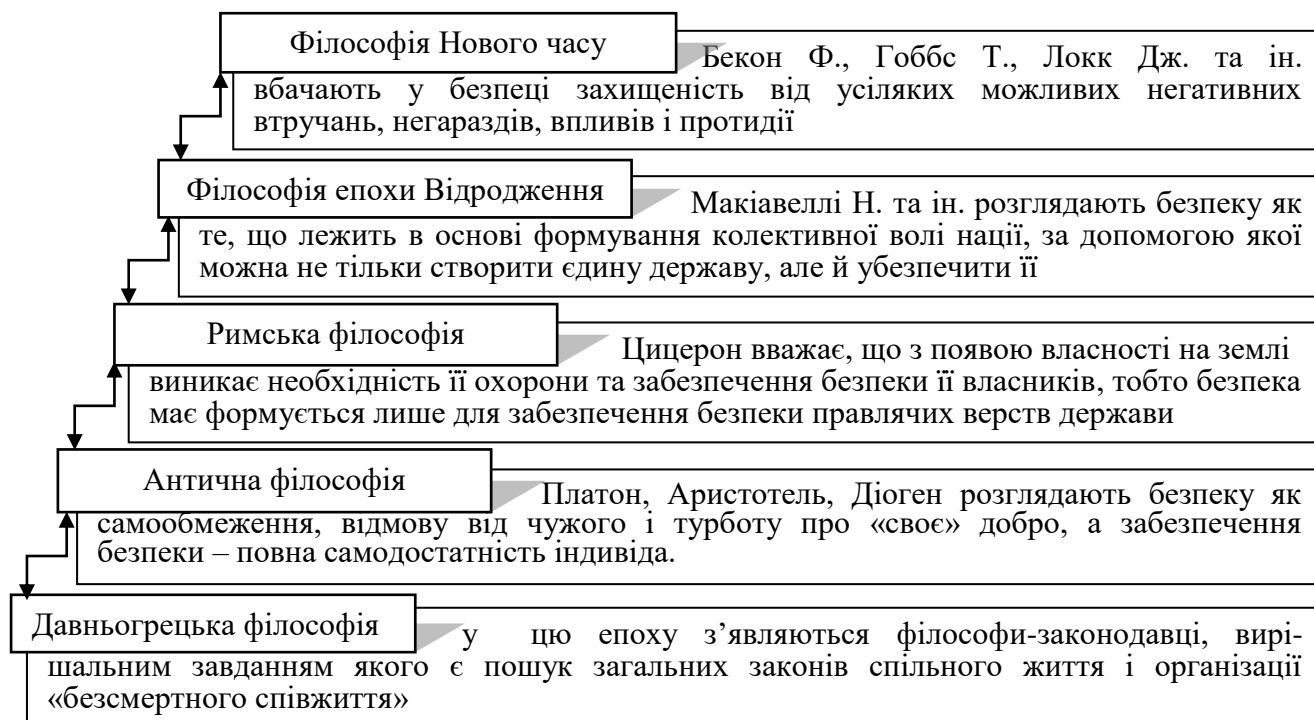 Філософія Нового часу
Бекон Ф., Гоббс Т., Локк Дж. та ін.
вбачають у безпеці захищеність від усіляких можливих негативних
втручань, негараздів, впливів і протидії
Філософія епохи Відродження
Макіавеллі Н. та ін. розглядають безпеку як
те, що лежить в основі формування колективної волі нації, за допомогою якої
можна не тільки створити єдину державу, але й убезпечити її
Римська філософія
Цицерон вважає, що з появою власності на землі
виникає необхідність її охорони та забезпечення безпеки її власників, тобто безпека
має формується лише для забезпечення безпеки правлячих верств держави
Антична філософія
Платон, Аристотель, Діоген розглядають безпеку як
самообмеження, відмову від чужого і турботу про «своє» добро, а забезпечення
безпеки – повна самодостатність індивіда.
Давньогрецька філософія
у цю епоху з’являються філософи-законодавці, вирі-
шальним завданням якого є пошук загальних законів спільного життя і організації
«безсмертного співжиття»